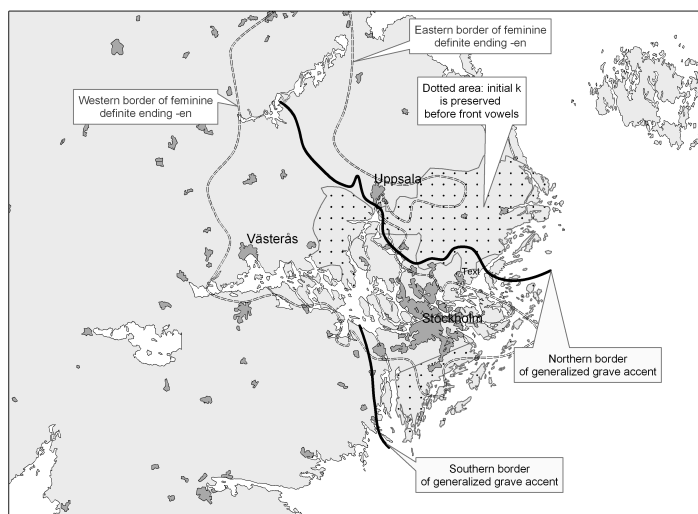 Eastern border of feminine
definite ending -en
Western border of feminine
definite ending -en
Dotted area: initial k
is preserved
before front vowels
Uppsala
Västerås
Text
Stockholm
Northern border
of generalized grave accent
Southern border
of generalized grave accent